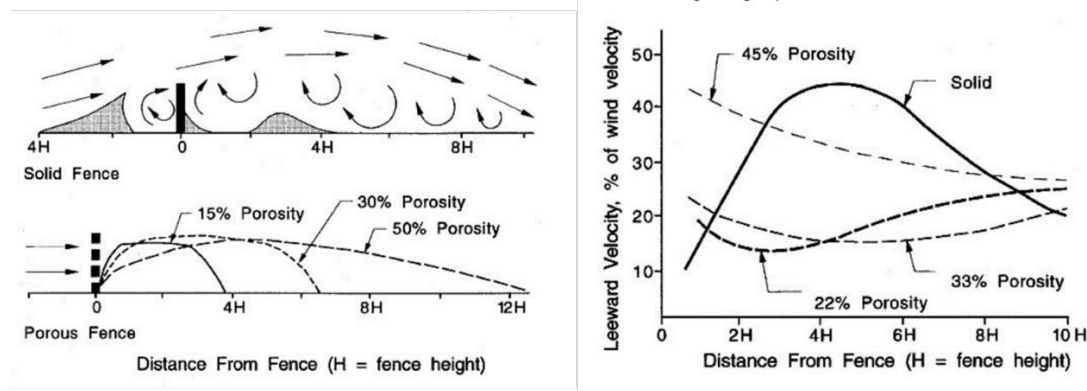 4H
0
4H
8H
Solid Fence
15% Porosity
30% Porosity
50% Porosity
0
4H
8H
12H
Porous Fence
Distance From Fence (H = fence height)
Leeward Velocity, % of wind velocity
50
40
30
20
10
45% Porosity
Solid
33% Porosity
22% Porosity
0
2H
4H
6H
8H
10 H
Distance From Fence (H = fence height)